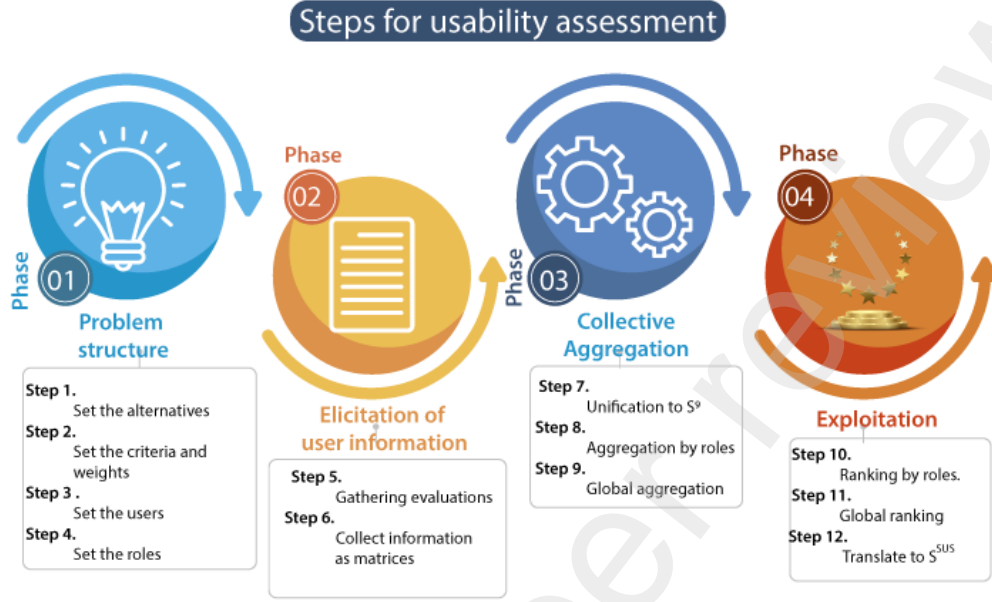 Steps for usability assessment
Phase
01
Problem
structure
Step 1.
Set the alternatives
Step 2.
Set the criteria and
weights
Step 3 .
Set the users
Step 4.
Set the roles
Phase
02
Elicitation of
user information
Step 5.
Gathering evaluations
Step 6.
Collect information
as matrices
Phase
03
Collective
Aggregation
Step 7.
Unification to S⁹
Step 8.
Aggregation by roles
Step 9.
Global aggregation
Phase
04
Exploitation
Step 10.
Ranking by roles.
Step 11.
Global ranking
Step 12.
Translate to S^SUS
er review